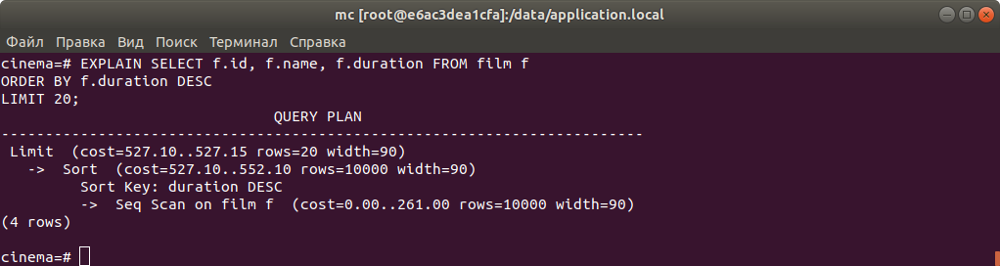 mc [root@e6ac3dea1cfa]:/data/application.local
Файл Правка Вид Поиск Терминал Справка
cinema=# EXPLAIN SELECT f.id, f.name, f.duration FROM film f
ORDER BY f.duration DESC
LIMIT 20;
QUERY PLAN
-------------------------------------------------------------------------
Limit  (cost=527.10..527.15 rows=20 width=90)
  ->  Sort  (cost=527.10..552.10 rows=10000 width=90)
        Sort Key: duration DESC
        ->  Seq Scan on film f  (cost=0.00..261.00 rows=10000 width=90)
(4 rows)
cinema=#